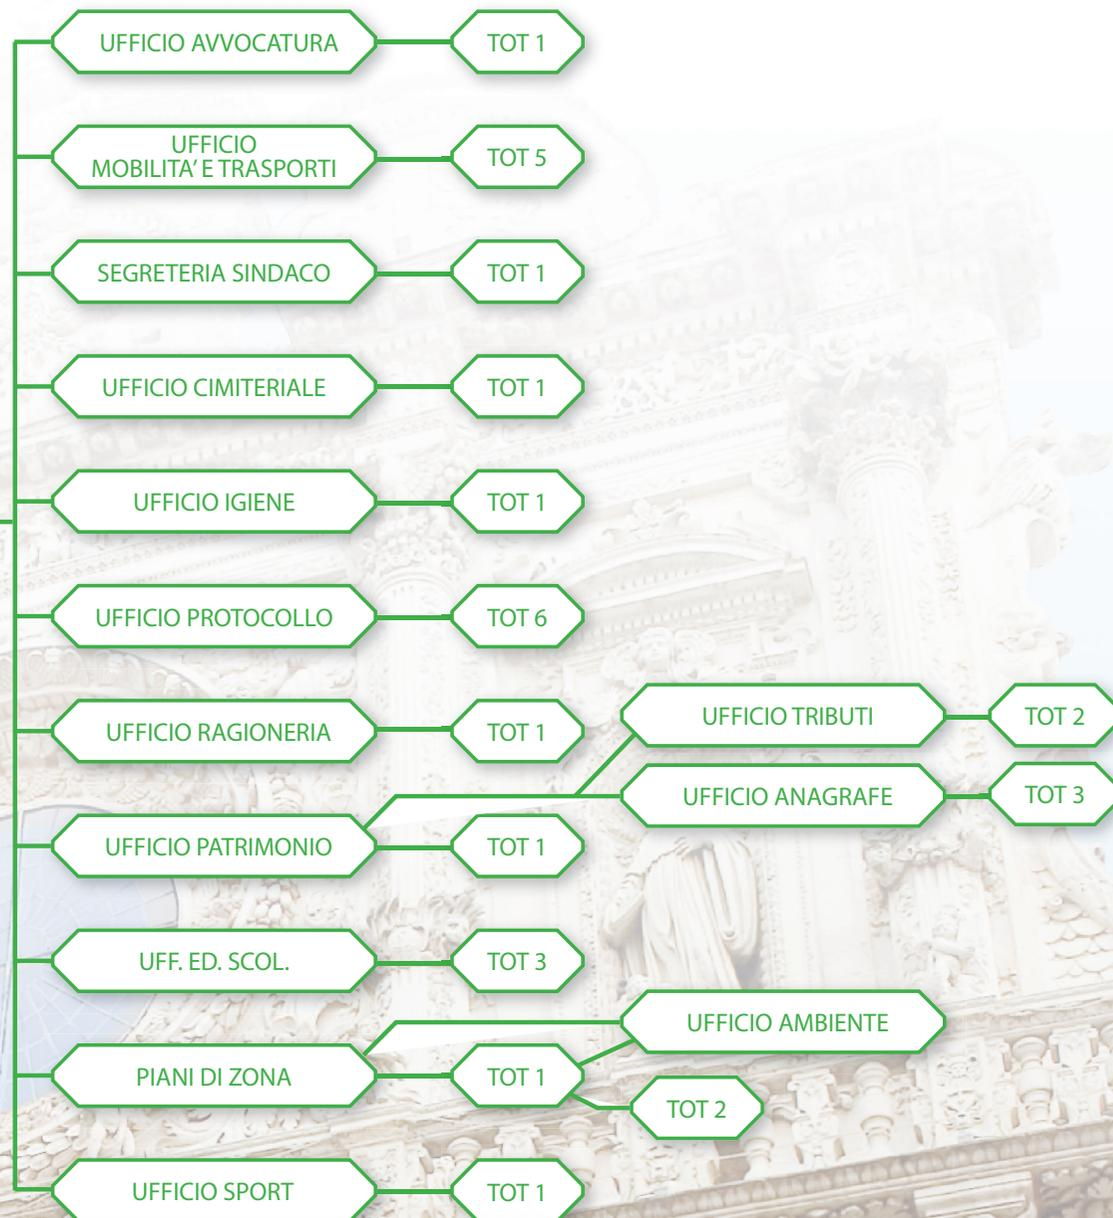 UFFICIO AVVOCATURA
TOT 1
UFFICIO
MOBILITA' E TRASPORTI
TOT 5
SEGRETERIA SINDACO
TOT 1
UFFICIO CIMITERIALE
TOT 1
UFFICIO IGIENE
TOT 1
UFFICIO PROTOCOLLO
TOT 6
UFFICIO RAGIONERIA
TOT 1
UFFICIO TRIBUTI
TOT 2
UFFICIO ANAGRAFE
TOT 3
UFFICIO PATRIMONIO
TOT 1
UFF. ED. SCOL.
TOT 3
UFFICIO AMBIENTE
PIANI DI ZONA
TOT 1
TOT 2
UFFICIO SPORT
TOT 1